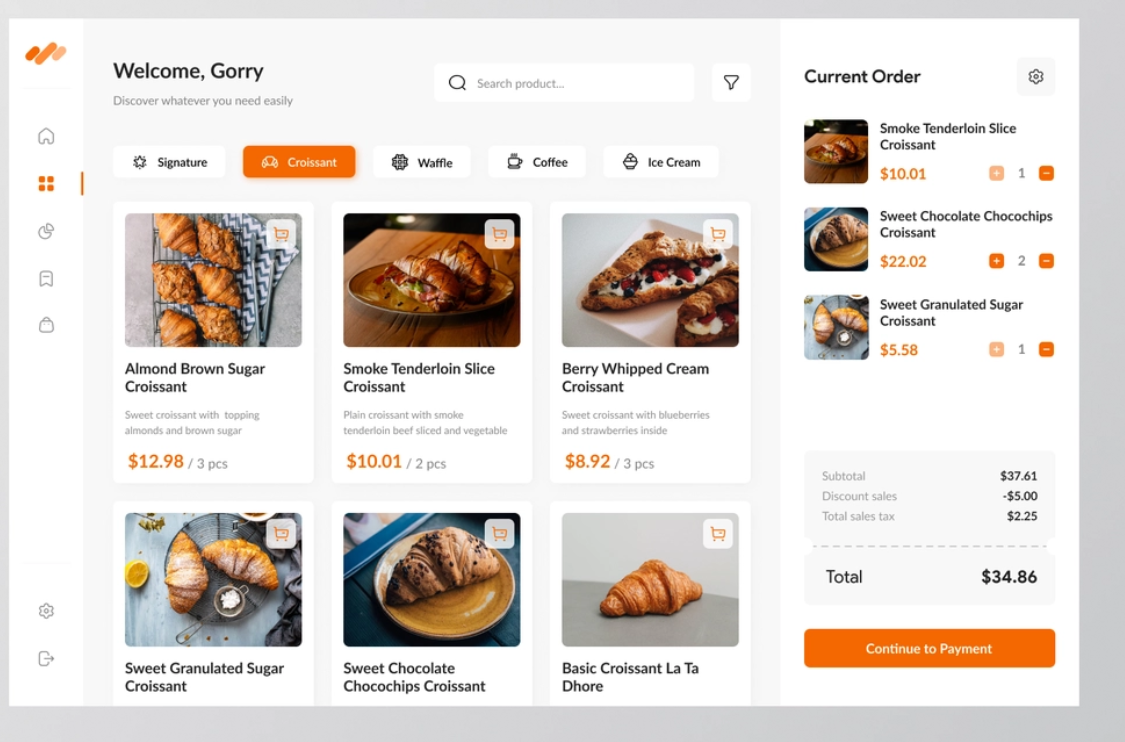 Welcome, Gorry
Discover whatever you need easily
Search product...
Signature
Croissant
Waffle
Coffee
Ice Cream
Almond Brown Sugar
Croissant
Sweet croissant with topping
almonds and brown sugar
$12.98 / 3 pcs
Smoke Tenderloin Slice
Croissant
Plain croissant with smoke
tenderloin beef sliced and vegetable
$10.01 / 2 pcs
Berry Whipped Cream
Croissant
Sweet croissant with blueberries
and strawberries inside
$8.92 / 3 pcs
Sweet Granulated Sugar
Croissant
Sweet Chocolate
Chocochips Croissant
Basic Croissant La Ta
Dhore
Current Order
Smoke Tenderloin Slice
Croissant
$10.01 + 1 −
Sweet Chocolate Chocochips
Croissant
$22.02 + 2 −
Sweet Granulated Sugar
Croissant
$5.58 + 1 −
Subtotal $37.61
Discount sales -$5.00
Total sales tax $2.25
Total $34.86
Continue to Payment